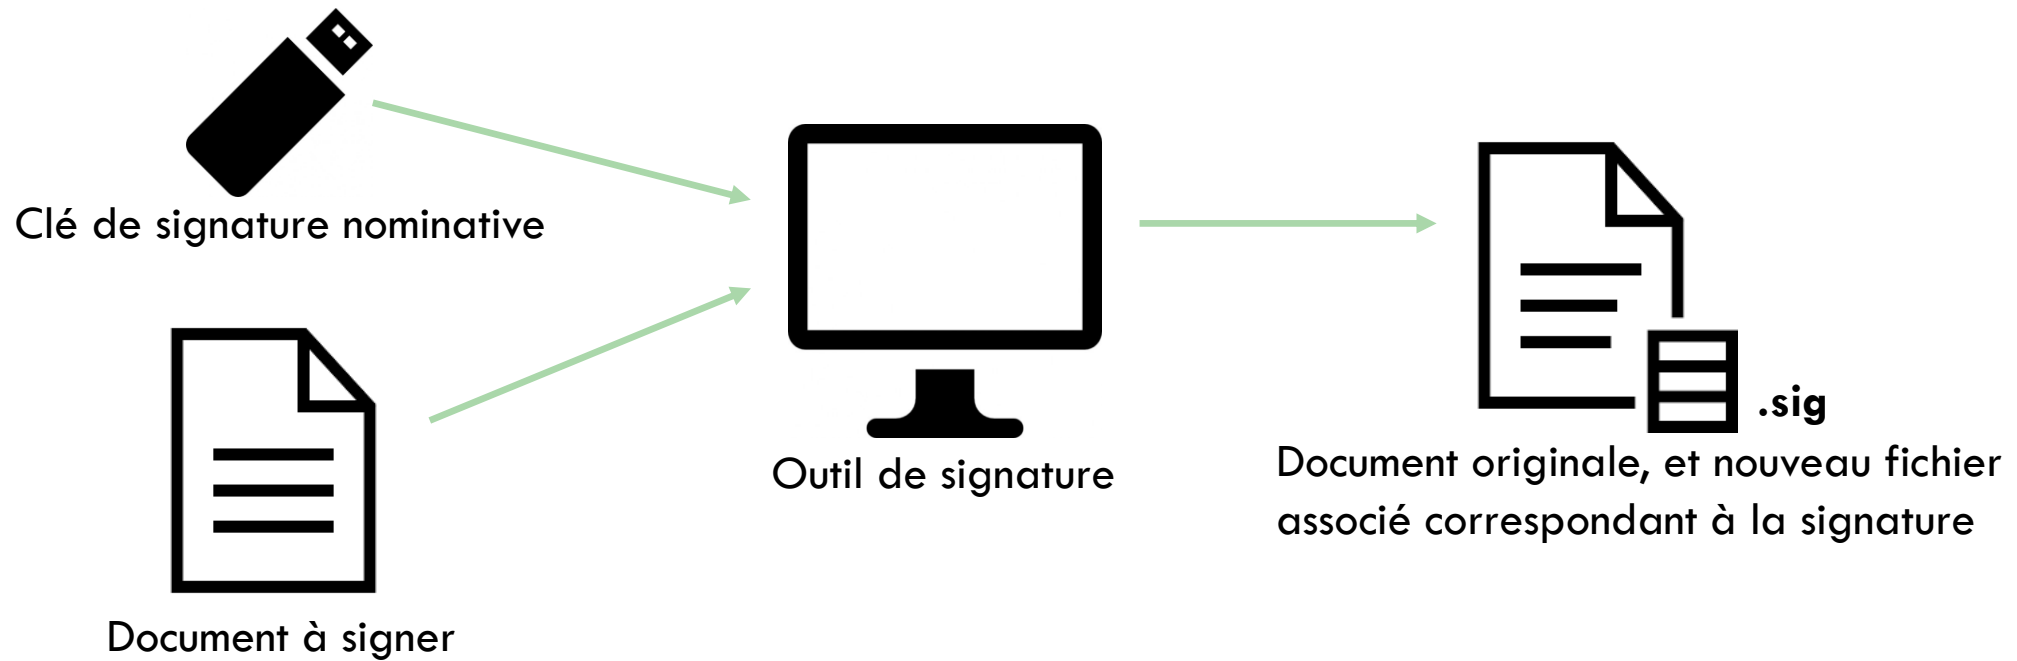 Clé de signature nominative
Document à signer
Outil de signature
.sig
Document originale, et nouveau fichier
associé correspondant à la signature